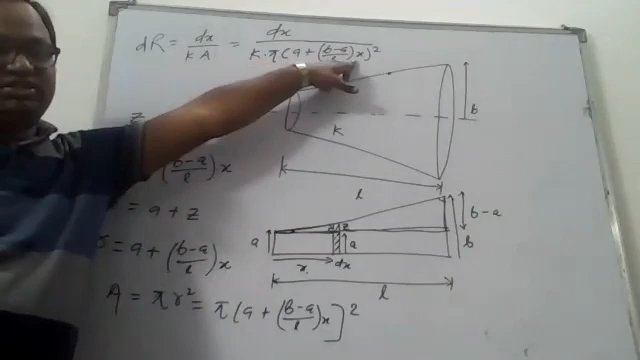 dR = dx/KA = dx/K·π(a+((b-a)/l)x)²
b
K
z
l
((b-a)/l)x
= a + z
b-a
z
a
a
b
r = a + ((b-a)/l)x
x dx
l
A = πr² = π[a + ((B-a)/l)x]²